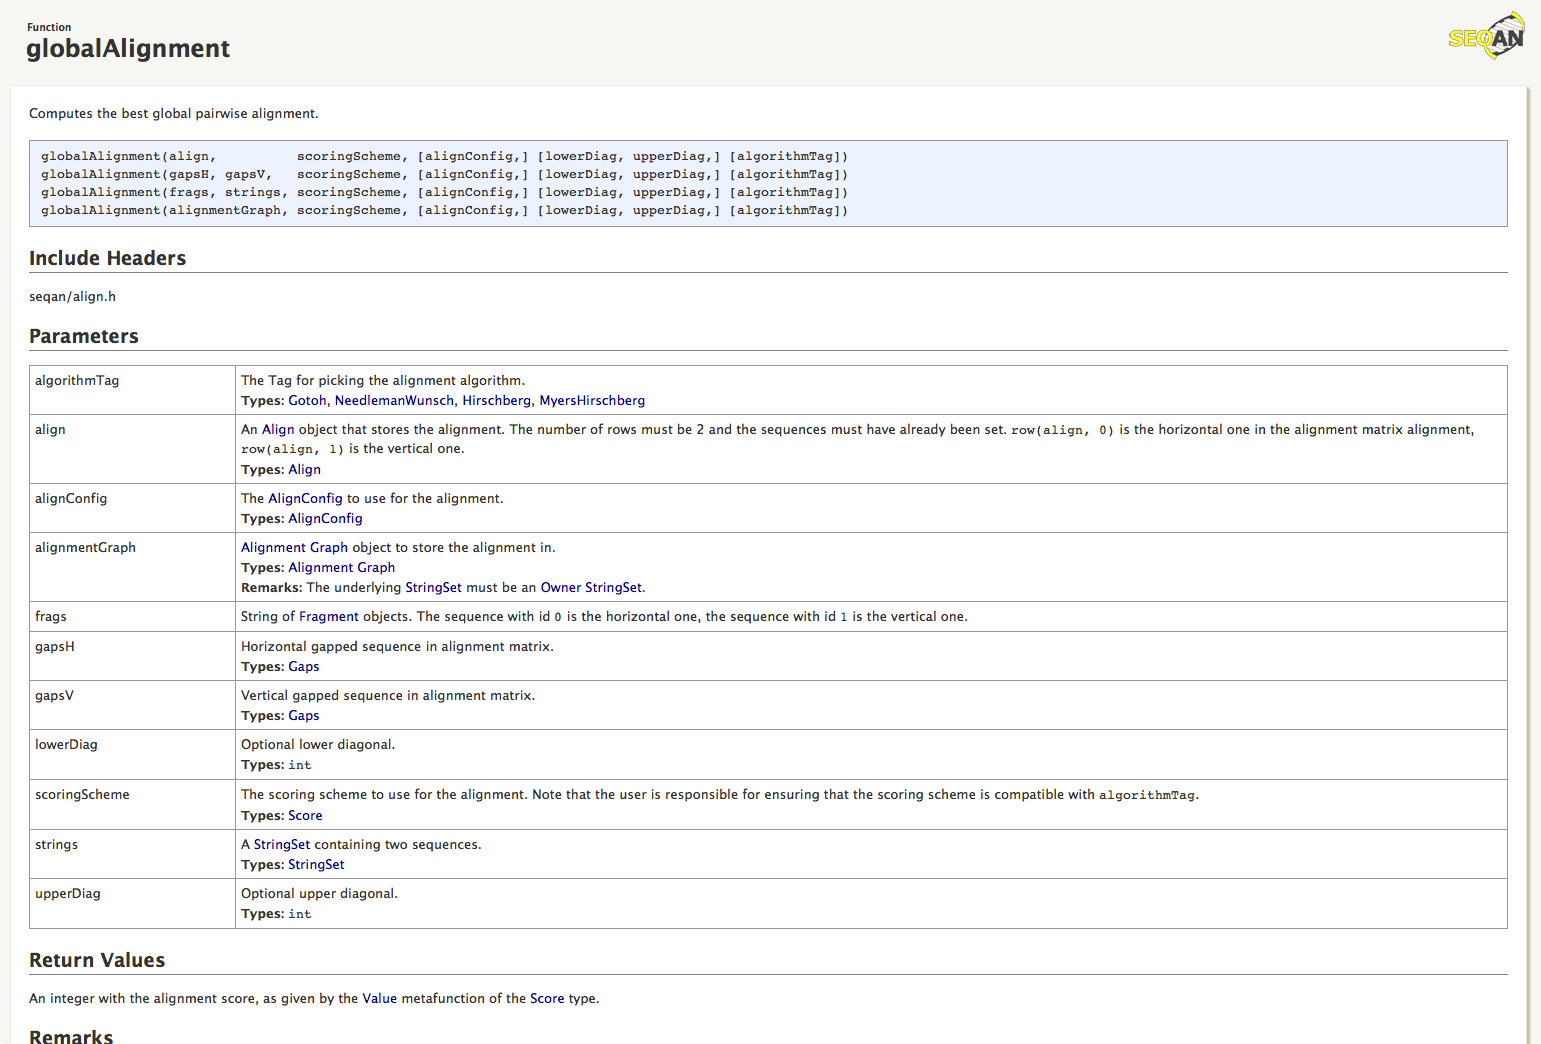 Function
globalAlignment
SEQAN
Computes the best global pairwise alignment.
globalAlignment(align,          scoringScheme, [alignConfig,] [lowerDiag, upperDiag,] [algorithmTag])
globalAlignment(gapsH, gapsV,   scoringScheme, [alignConfig,] [lowerDiag, upperDiag,] [algorithmTag])
globalAlignment(frags, strings, scoringScheme, [alignConfig,] [lowerDiag, upperDiag,] [algorithmTag])
globalAlignment(alignmentGraph, scoringScheme, [alignConfig,] [lowerDiag, upperDiag,] [algorithmTag])
Include Headers
seqan/align.h
Parameters
algorithmTag
The Tag for picking the alignment algorithm.
Types: Gotoh, NeedlemanWunsch, Hirschberg, MyersHirschberg
align
An Align object that stores the alignment. The number of rows must be 2 and the sequences must have already been set. row(align, 0) is the horizontal one in the alignment matrix alignment,
row(align, 1) is the vertical one.
Types: Align
alignConfig
The AlignConfig to use for the alignment.
Types: AlignConfig
alignmentGraph
Alignment Graph object to store the alignment in.
Types: Alignment Graph
Remarks: The underlying StringSet must be an Owner StringSet.
frags
String of Fragment objects. The sequence with id 0 is the horizontal one, the sequence with id 1 is the vertical one.
gapsH
Horizontal gapped sequence in alignment matrix.
Types: Gaps
gapsV
Vertical gapped sequence in alignment matrix.
Types: Gaps
lowerDiag
Optional lower diagonal.
Types: int
scoringScheme
The scoring scheme to use for the alignment. Note that the user is responsible for ensuring that the scoring scheme is compatible with algorithmTag.
Types: Score
strings
A StringSet containing two sequences.
Types: StringSet
upperDiag
Optional upper diagonal.
Types: int
Return Values
An integer with the alignment score, as given by the Value metafunction of the Score type.
Remarks